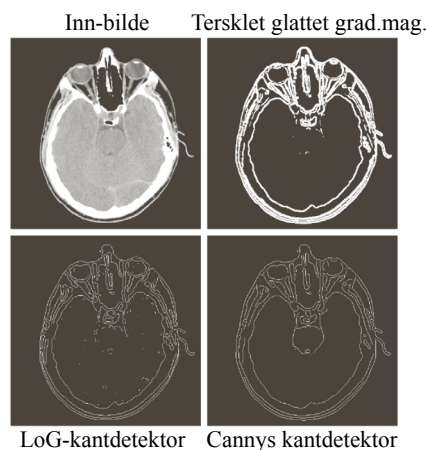 Inn-bilde
Tersklet glattet grad.mag.
LoG-kantdetektor
Cannys kantdetektor